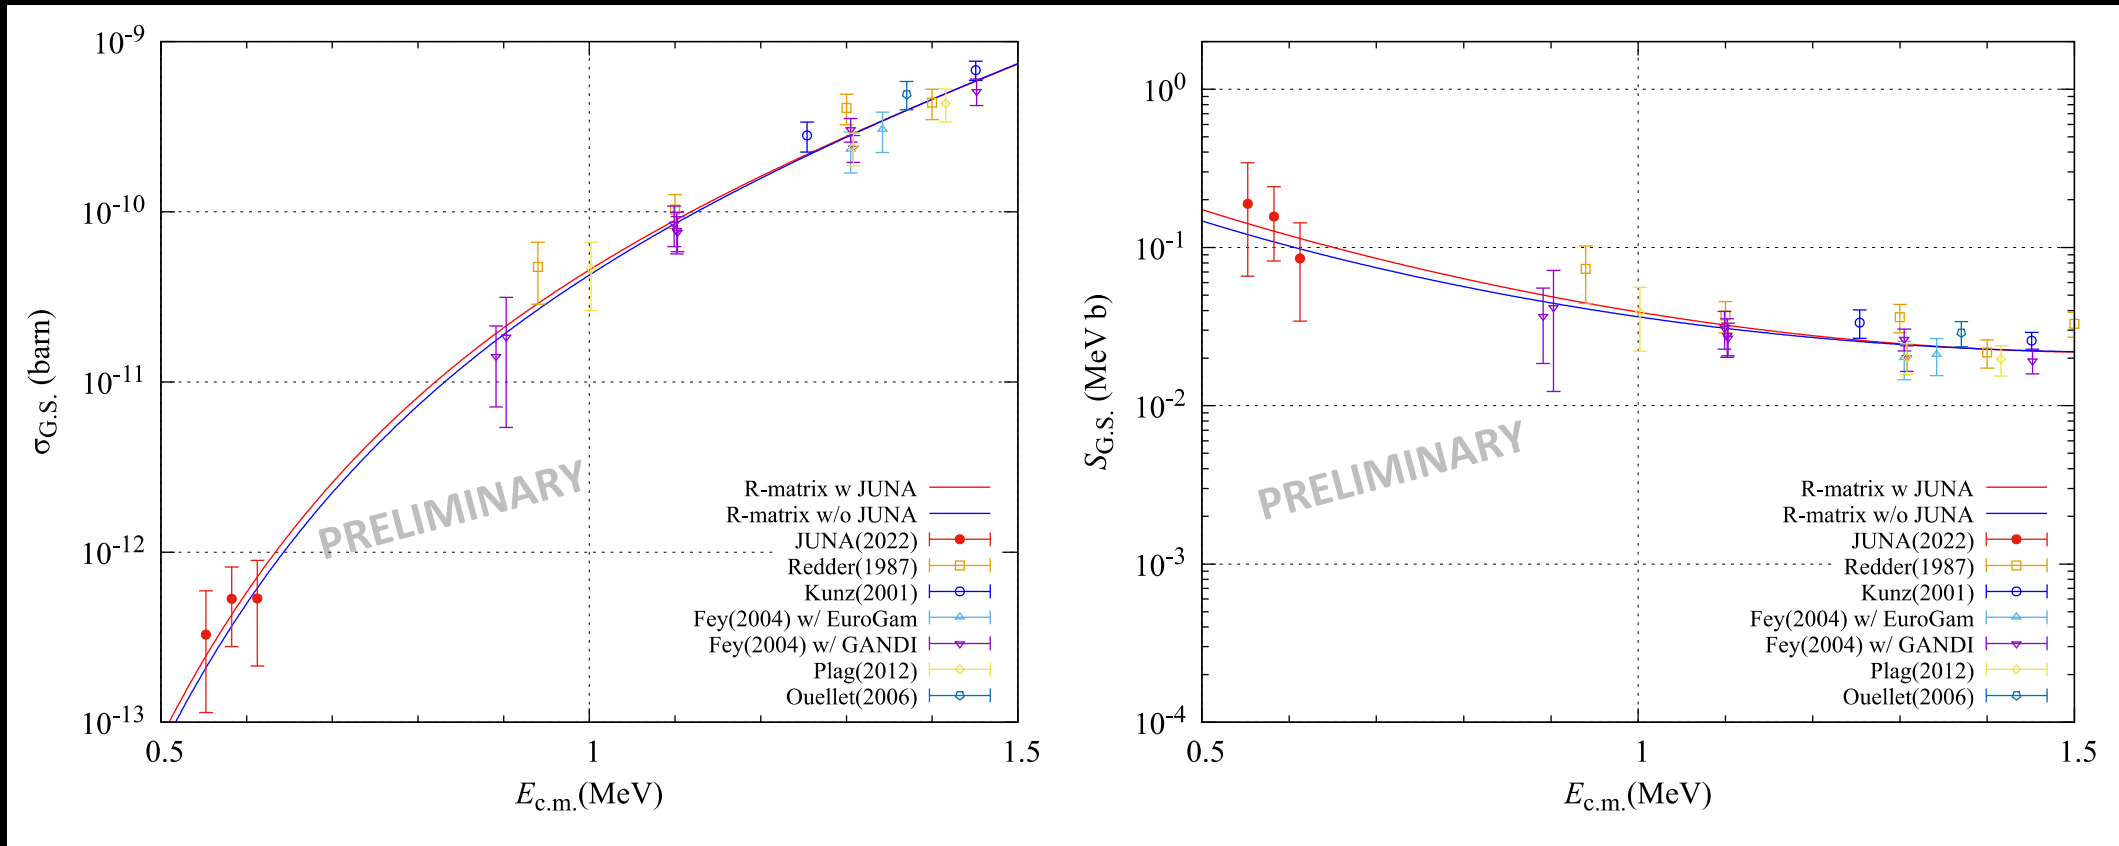 10-9
10-10
10-11
10-12
10-13
σG.S. (barn)
PRELIMINARY
R-matrix w JUNA
R-matrix w/o JUNA
JUNA(2022)
Redder(1987)
Kunz(2001)
Fey(2004) w/ EuroGam
Fey(2004) w/ GANDI
Plag(2012)
Ouellet(2006)
0.5
1
1.5
Ec.m.(MeV)
100
10-1
10-2
10-3
10-4
SG.S. (MeV b)
PRELIMINARY
R-matrix w JUNA
R-matrix w/o JUNA
JUNA(2022)
Redder(1987)
Kunz(2001)
Fey(2004) w/ EuroGam
Fey(2004) w/ GANDI
Plag(2012)
Ouellet(2006)
0.5
1
1.5
Ec.m.(MeV)